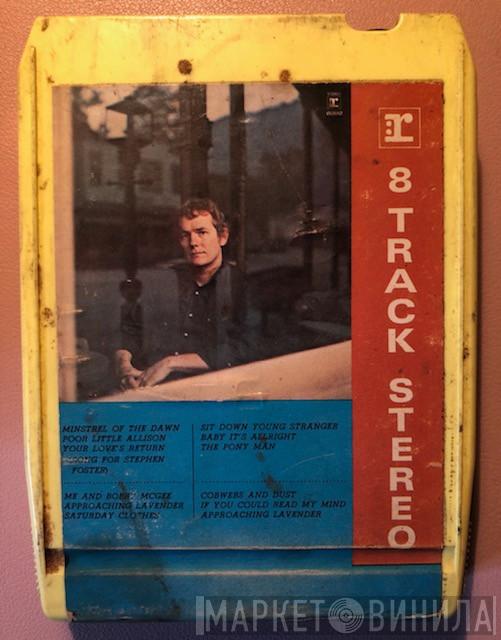 r
8 TRACK STEREO
MINSTREL OF THE DAWN
POOR LITTLE ALLISON
YOUR LOVE'S RETURN
(SONG FOR STEPHEN
FOSTER)
SIT DOWN YOUNG STRANGER
BABY IT'S ALLRIGHT
THE PONY MAN
ME AND BOBBY MCGEE
APPROACHING LAVENDER
SATURDAY CLOTHES
COBWEBS AND DUST
IF YOU COULD READ MY MIND
APPROACHING LAVENDER
МАРКЕТ ВИНИЛА